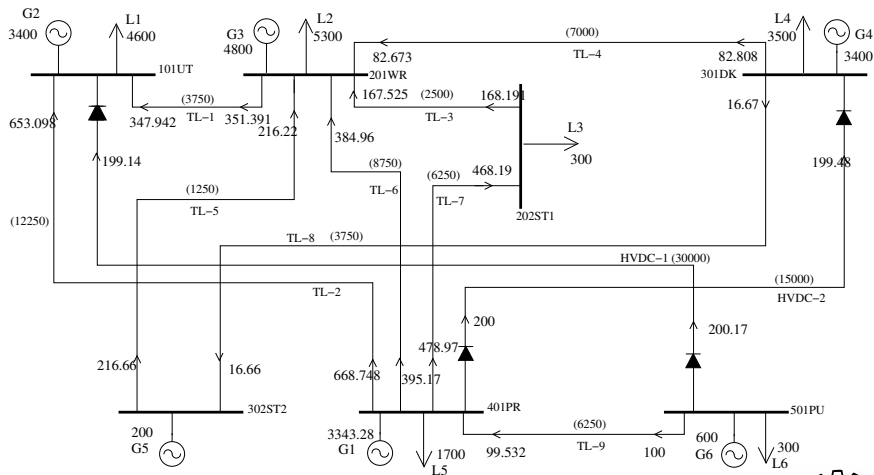 G2
3400
L1
4600
G3
4800
L2
5300
(7000)
82.673
TL−4
82.808
L4
3500
G4
3400
101UT
201WR
301DK
653.098
(3750)
347.942
TL−1
351.391
216.22
167.525
(2500)
TL−3
168.191
16.67
L3
300
384.96
199.14
(1250)
TL−5
(8750)
TL−6
(6250)
468.19
TL−7
199.48
202ST1
(12250)
TL−8
(3750)
HVDC−1 (30000)
TL−2
(15000)
HVDC−2
200
200.17
216.66
16.66
668.748
395.17
478.97
302ST2
401PR
501PU
200
G5
3343.28
G1
1700
L5
(6250)
99.532
TL−9
100
600
G6
300
L6